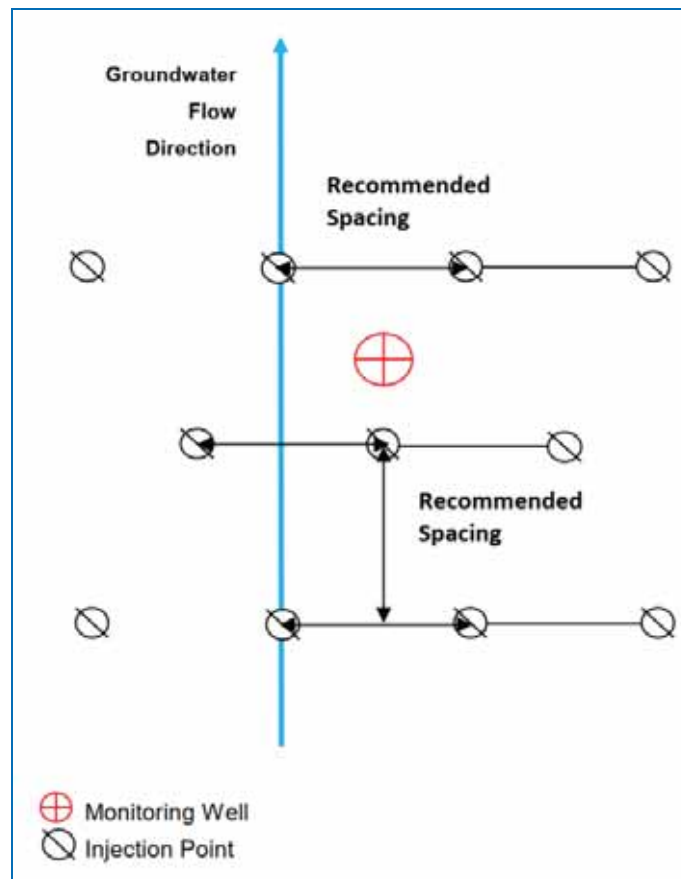 Groundwater
Flow
Direction
Recommended
Spacing
Recommended
Spacing
Monitoring Well
Injection Point